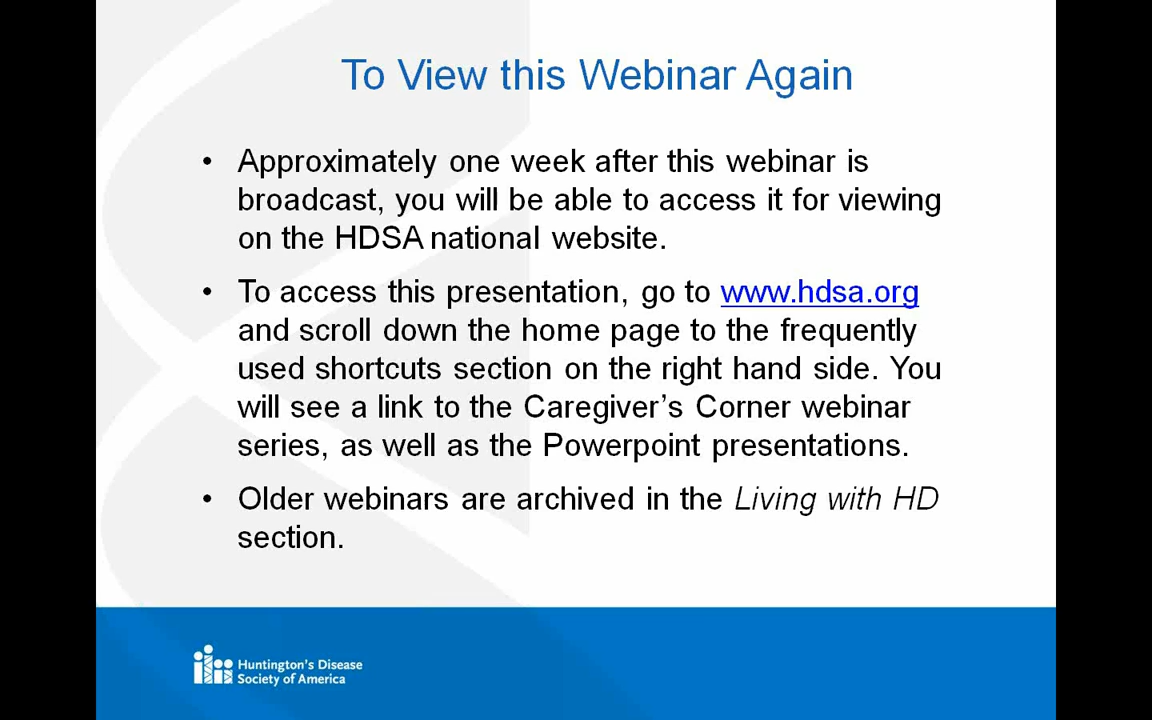 To View this Webinar Again
• Approximately one week after this webinar is
broadcast, you will be able to access it for viewing
on the HDSA national website.
• To access this presentation, go to www.hdsa.org
and scroll down the home page to the frequently
used shortcuts section on the right hand side. You
will see a link to the Caregiver’s Corner webinar
series, as well as the Powerpoint presentations.
• Older webinars are archived in the Living with HD
section.
Huntington's Disease
Society of America